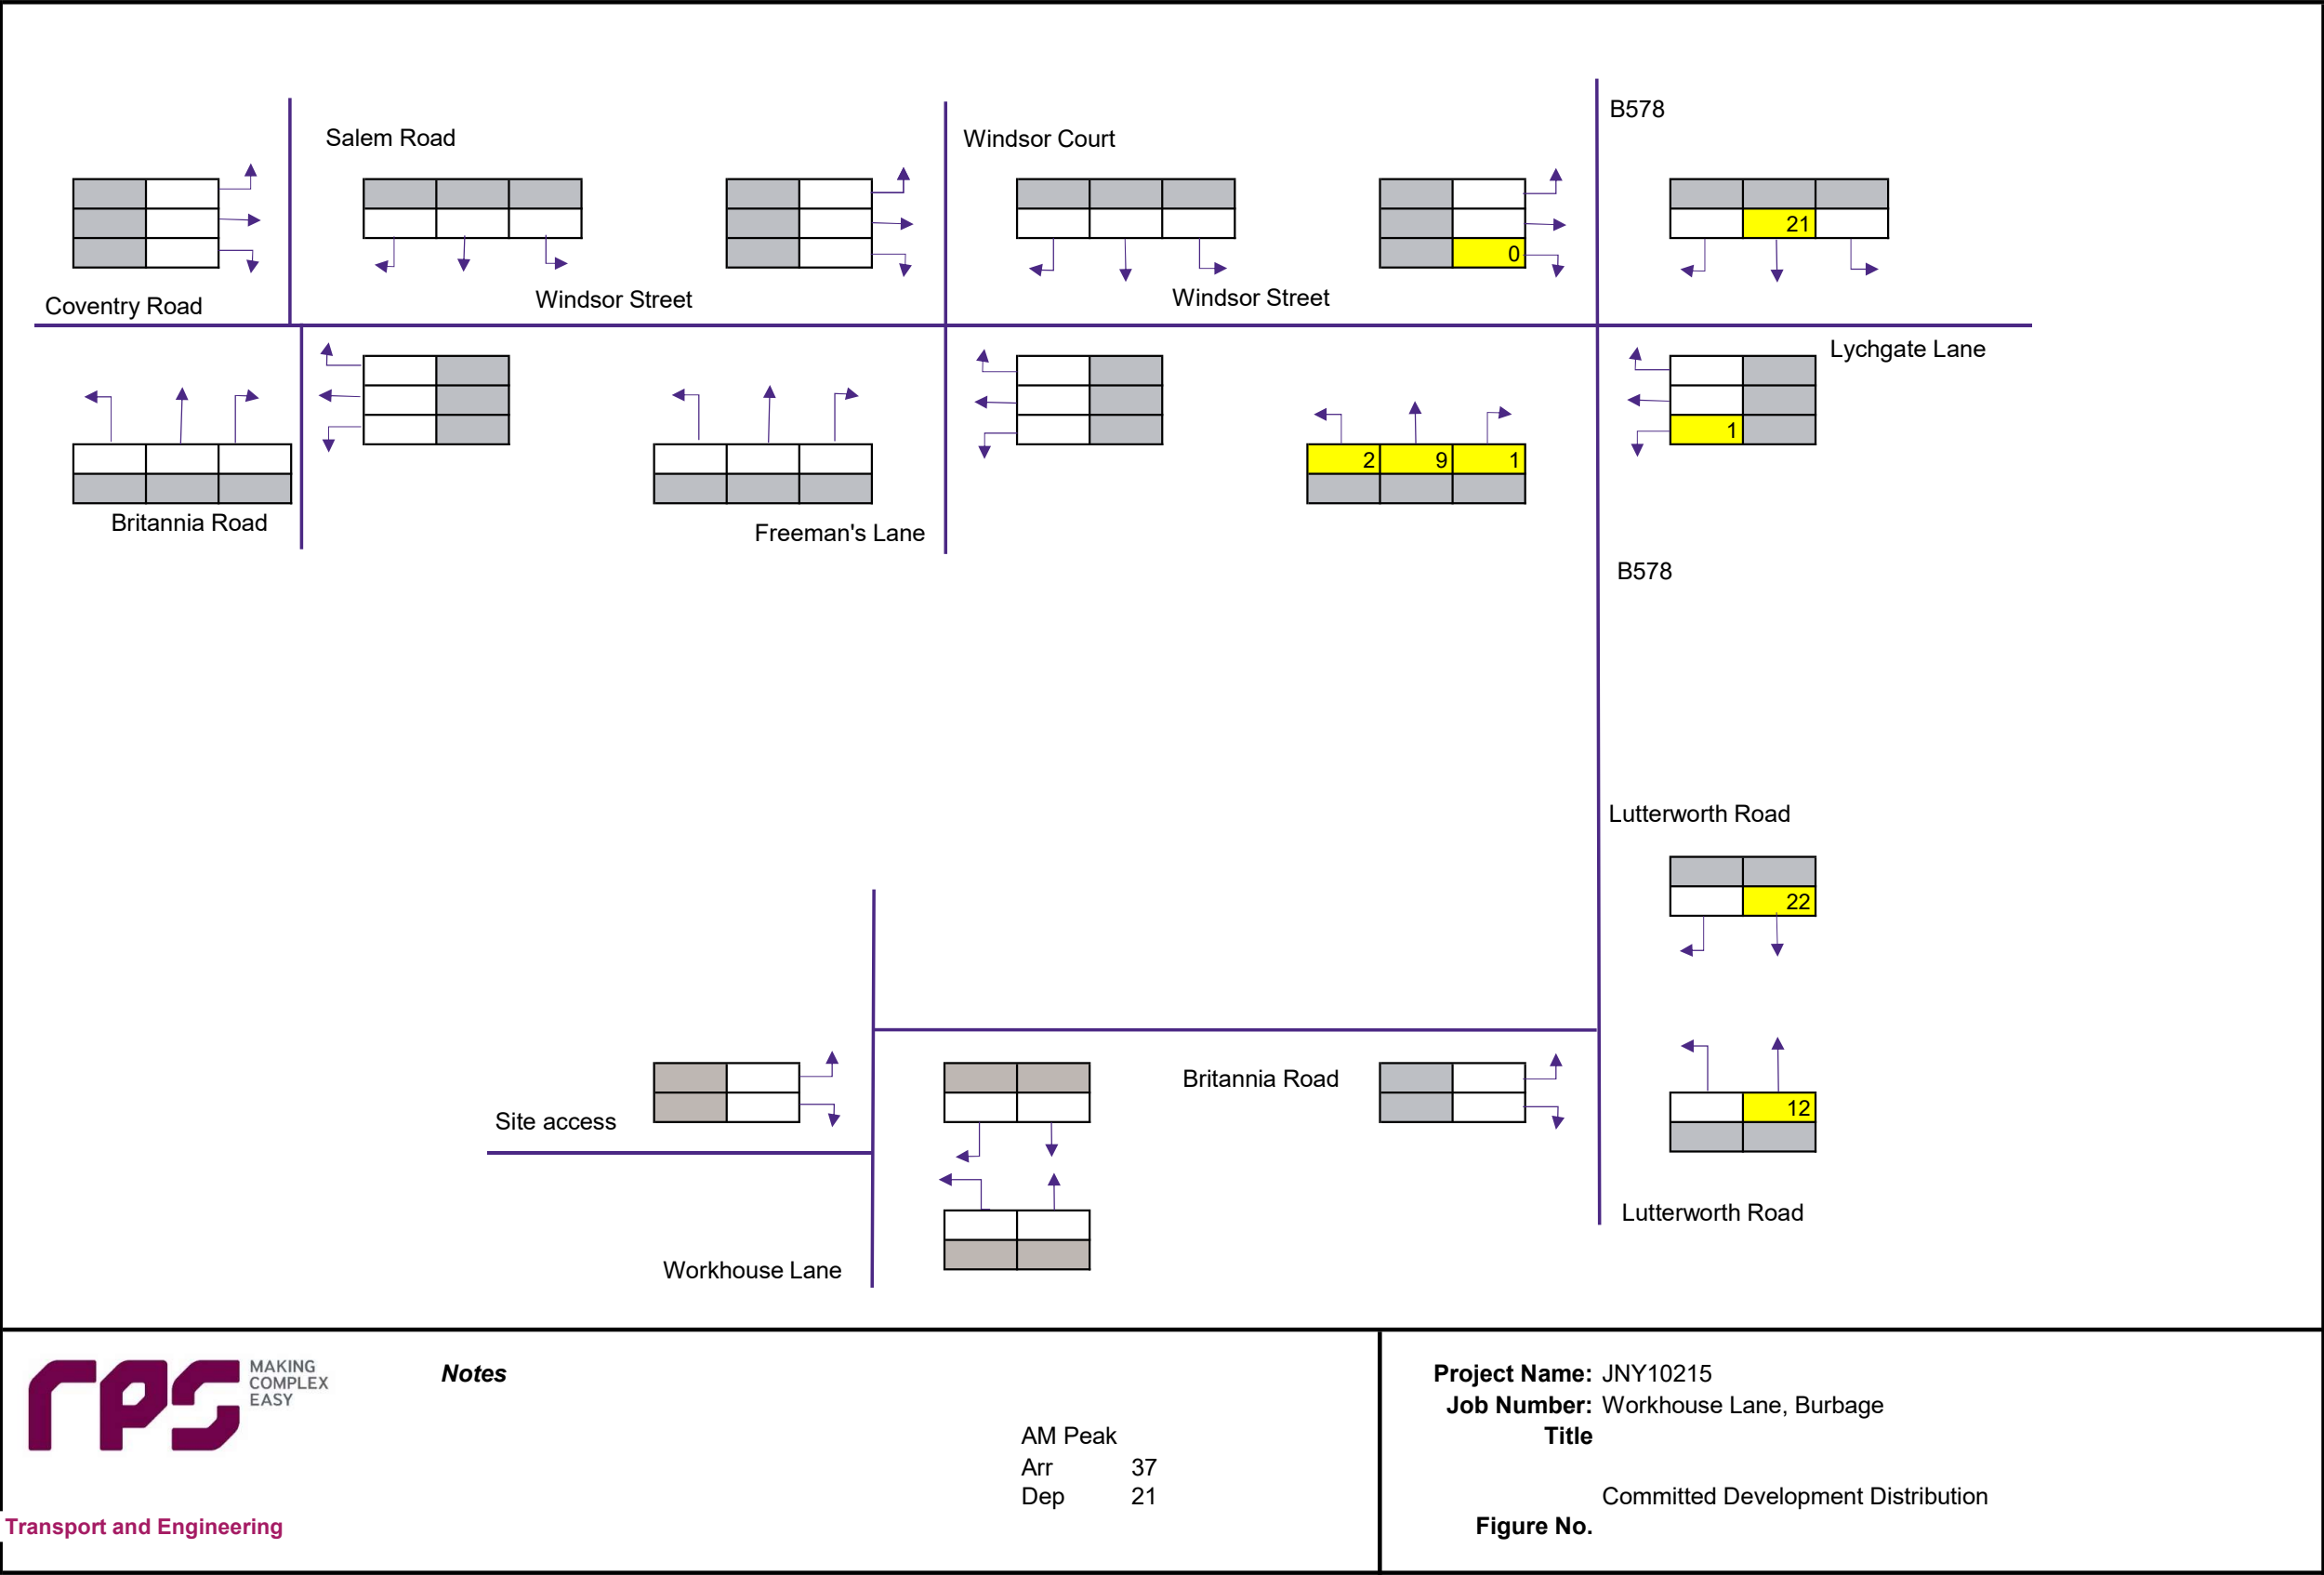 B578
Salem Road
Windsor Court
21
0
Coventry Road
Windsor Street
Windsor Street
Lychgate Lane
1
2 9 1
Britannia Road
Freeman's Lane
B578
Lutterworth Road
22
Britannia Road
12
Site access
Lutterworth Road
Workhouse Lane
rps
MAKING
COMPLEX
EASY
Transport and Engineering
Notes
AM Peak
Arr 37
Dep 21
Project Name: JNY10215
Job Number: Workhouse Lane, Burbage
Title
Committed Development Distribution
Figure No.